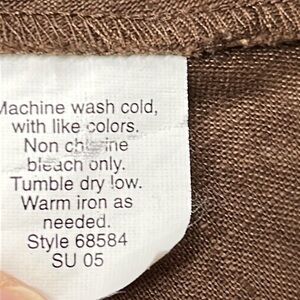 Machine wash cold,
with like colors.
Non chlorine
bleach only.
Tumble dry low.
Warm iron as
needed.
Style 68584
SU 05